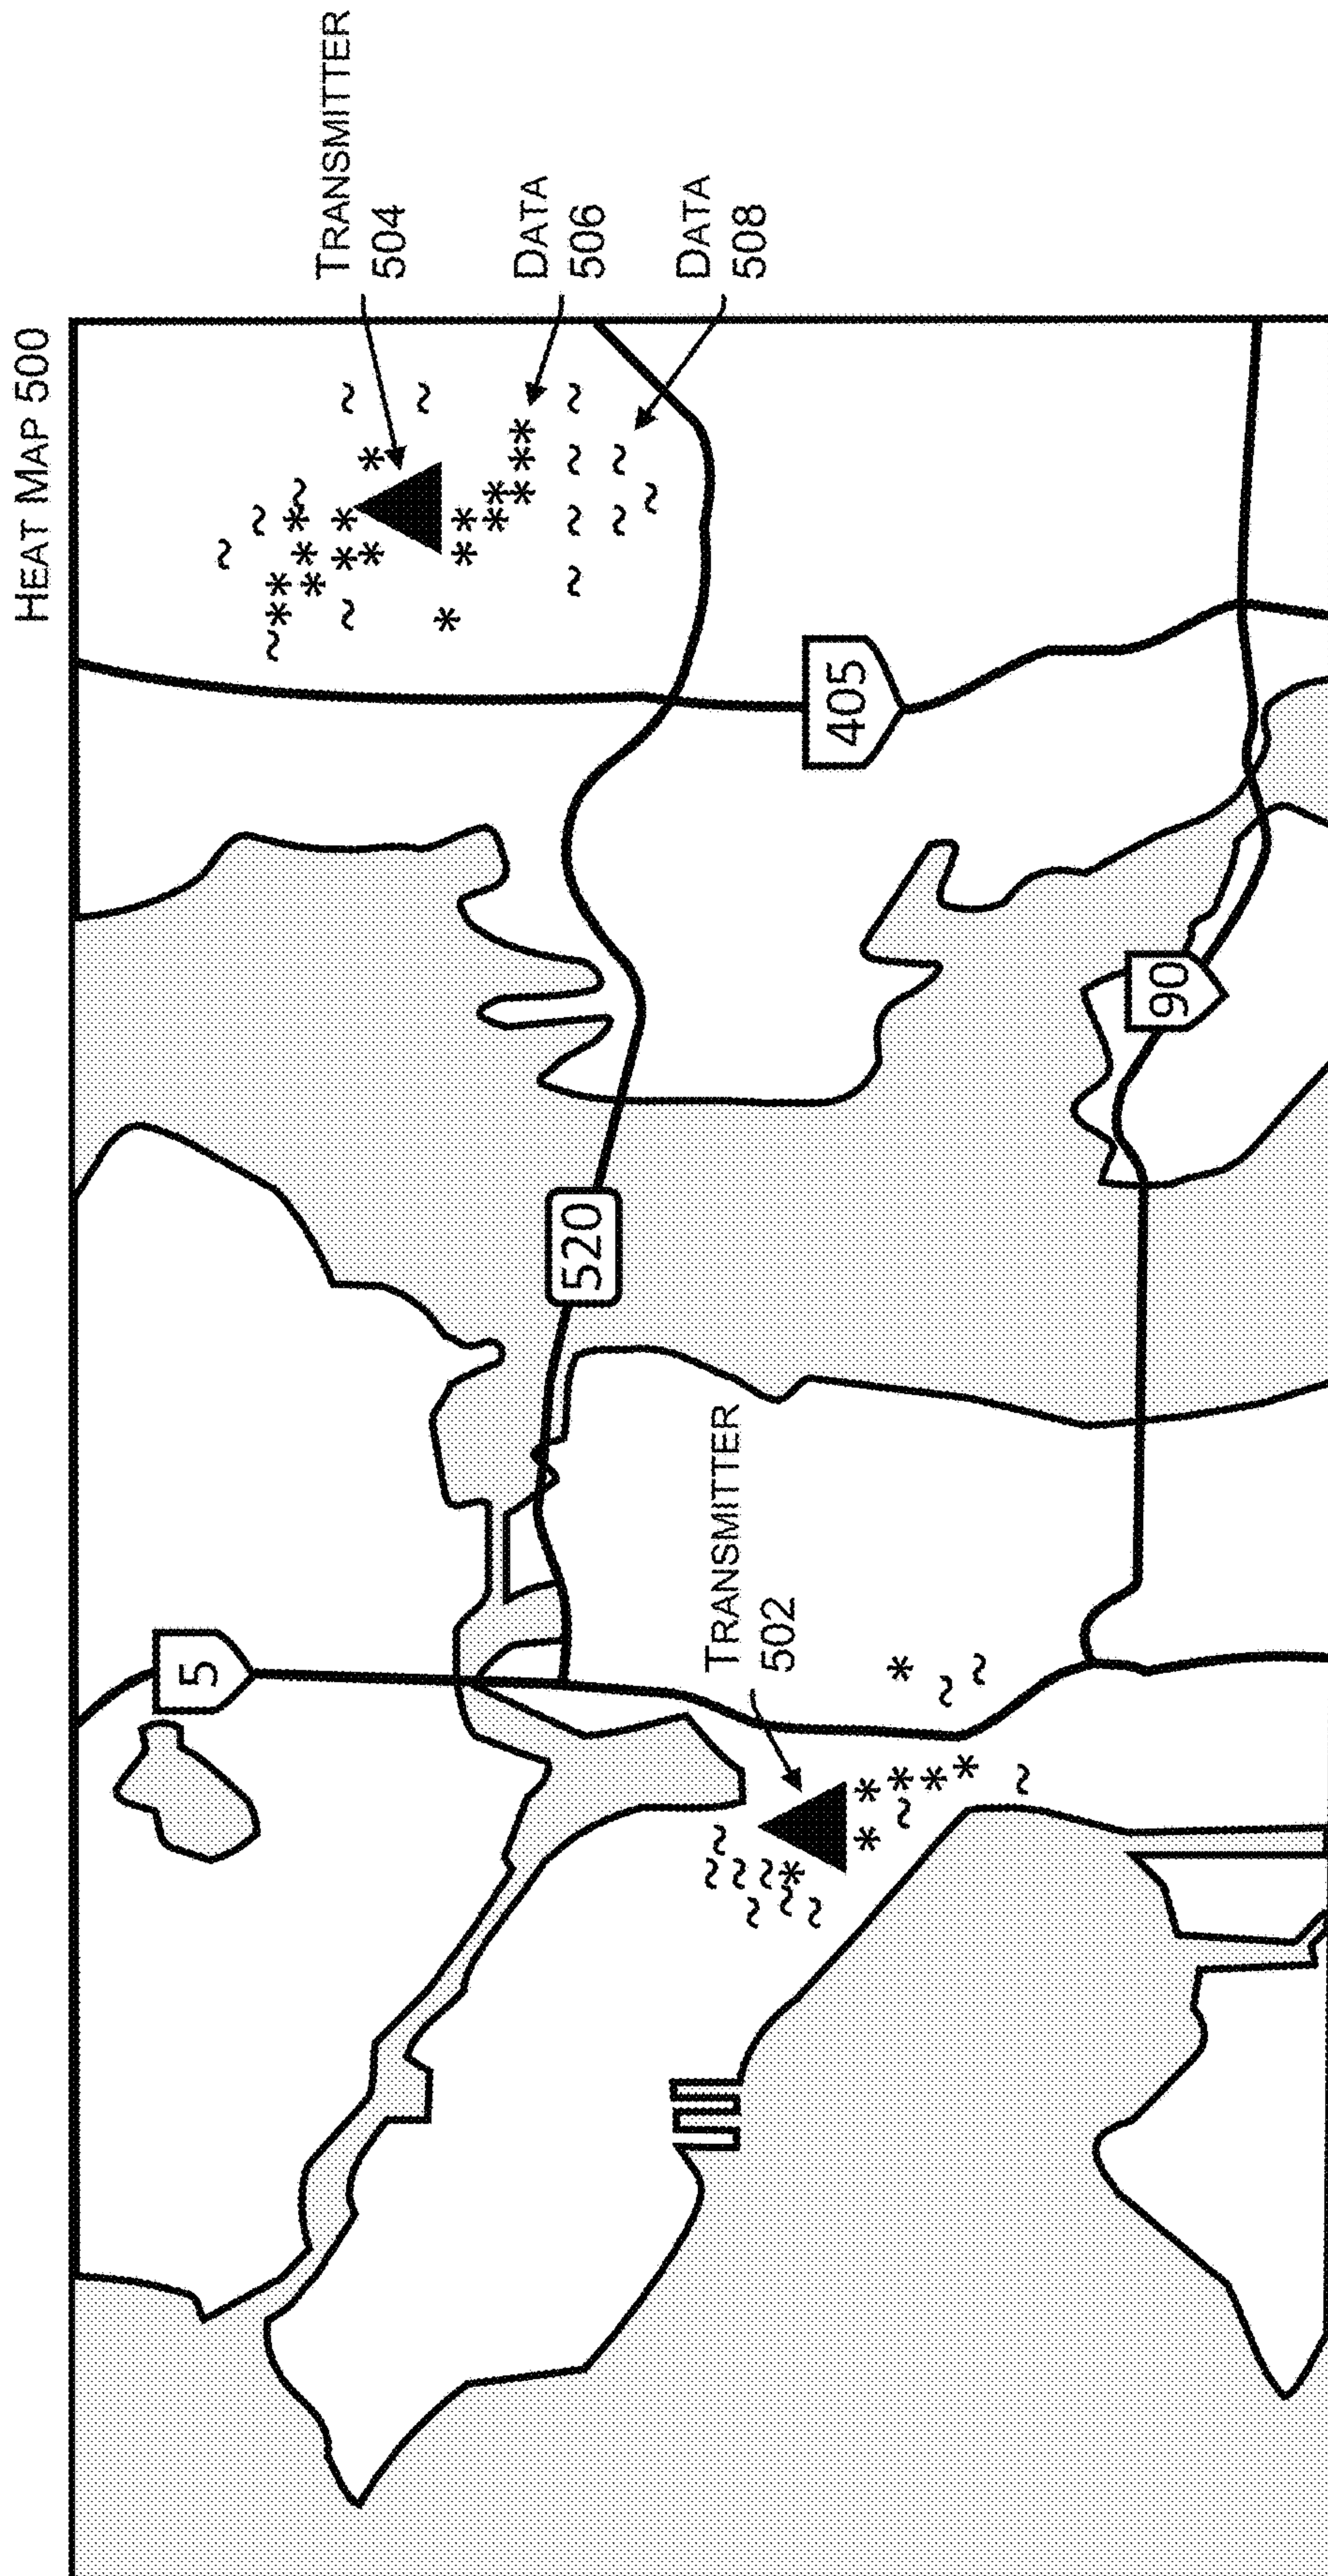 HEAT MAP 500
TRANSMITTER
504
DATA
506
DATA
508
405
90
520
5
TRANSMITTER
502